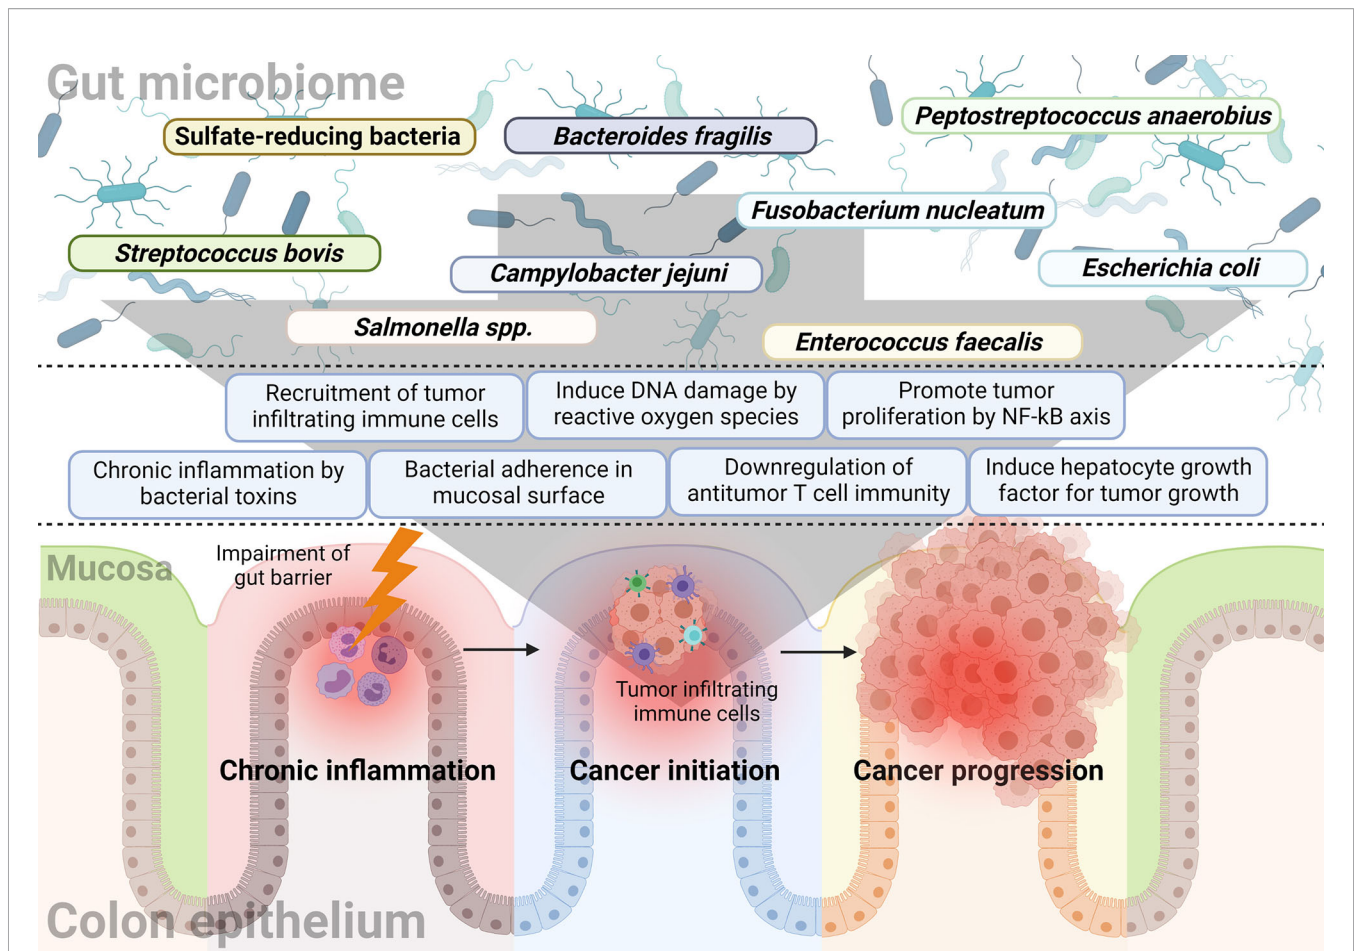 Gut microbiome
Sulfate-reducing bacteria
Bacteroides fragilis
Peptostreptococcus anaerobius
Fusobacterium nucleatum
Streptococcus bovis
Campylobacter jejuni
Escherichia coli
Salmonella spp.
Enterococcus faecalis
Recruitment of tumor
infiltrating immune cells
Induce DNA damage by
reactive oxygen species
Promote tumor
proliferation by NF-kB axis
Chronic inflammation by
bacterial toxins
Bacterial adherence in
mucosal surface
Downregulation of
antitumor T cell immunity
Induce hepatocyte growth
factor for tumor growth
Mucosa
Impairment of
gut barrier
Tumor infiltrating
immune cells
Chronic inflammation
Cancer initiation
Cancer progression
Colon epithelium